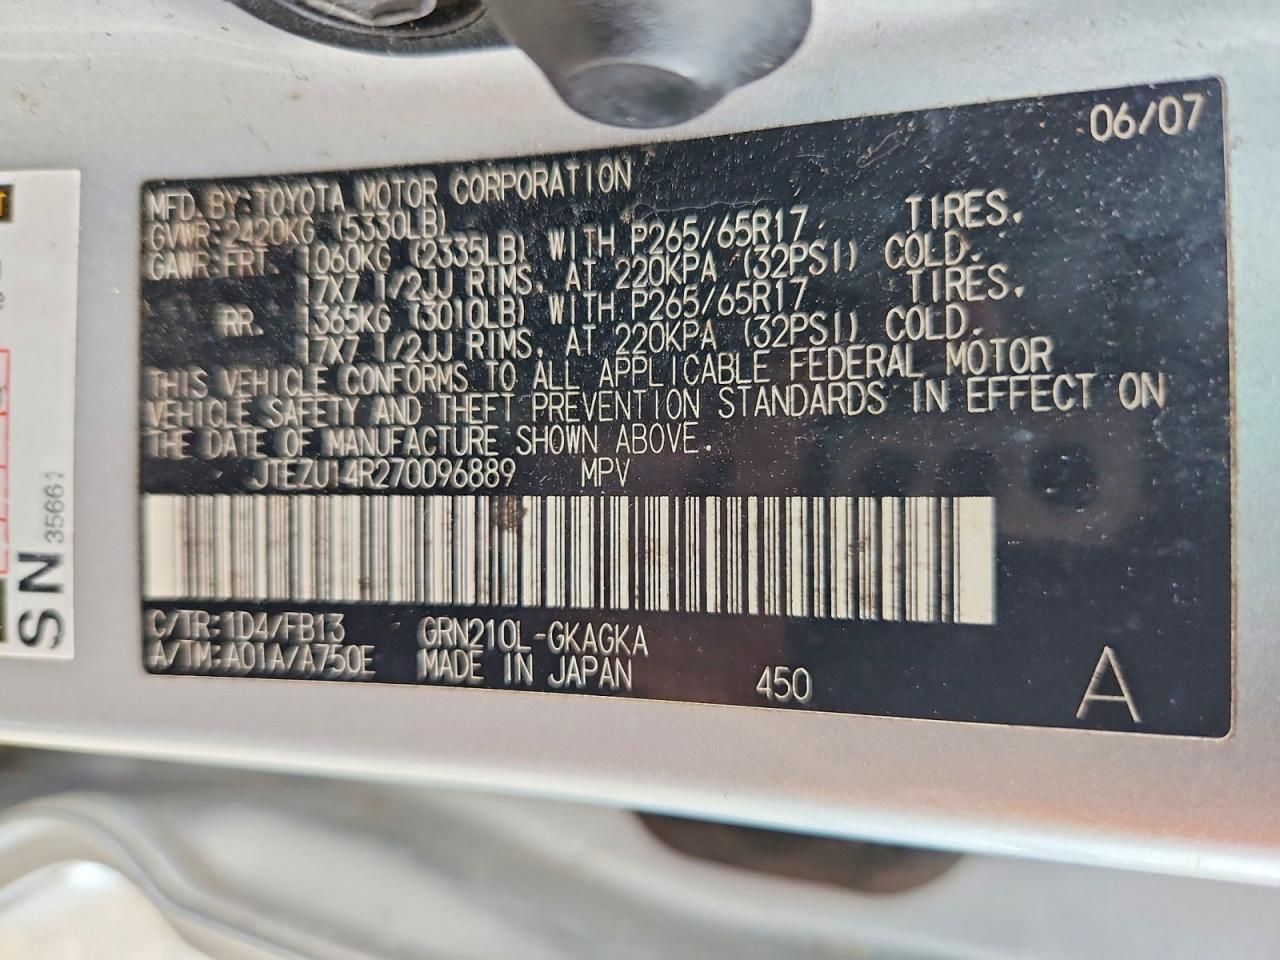 06/07
MFD. BY: TOYOTA MOTOR CORPORATION
GVWR: 2420KG (5330LB)
GAWR: FRT. 1060KG (2335LB) WITH P265/65R17 TIRES,
17X7 1/2JJ RIMS, AT 220KPA (32PSI) COLD.
RR. 1365KG (3010LB) WITH P265/65R17 TIRES,
17X7 1/2JJ RIMS, AT 220KPA (32PSI) COLD.
THIS VEHICLE CONFORMS TO ALL APPLICABLE FEDERAL MOTOR
VEHICLE SAFETY AND THEFT PREVENTION STANDARDS IN EFFECT ON
THE DATE OF MANUFACTURE SHOWN ABOVE.
JTEZU14R270096889 MPV
C/TR: 1D4/FB13 GRN210L-GKAGKA
A/TM: A01A/A750E MADE IN JAPAN 450 A
SN 35661